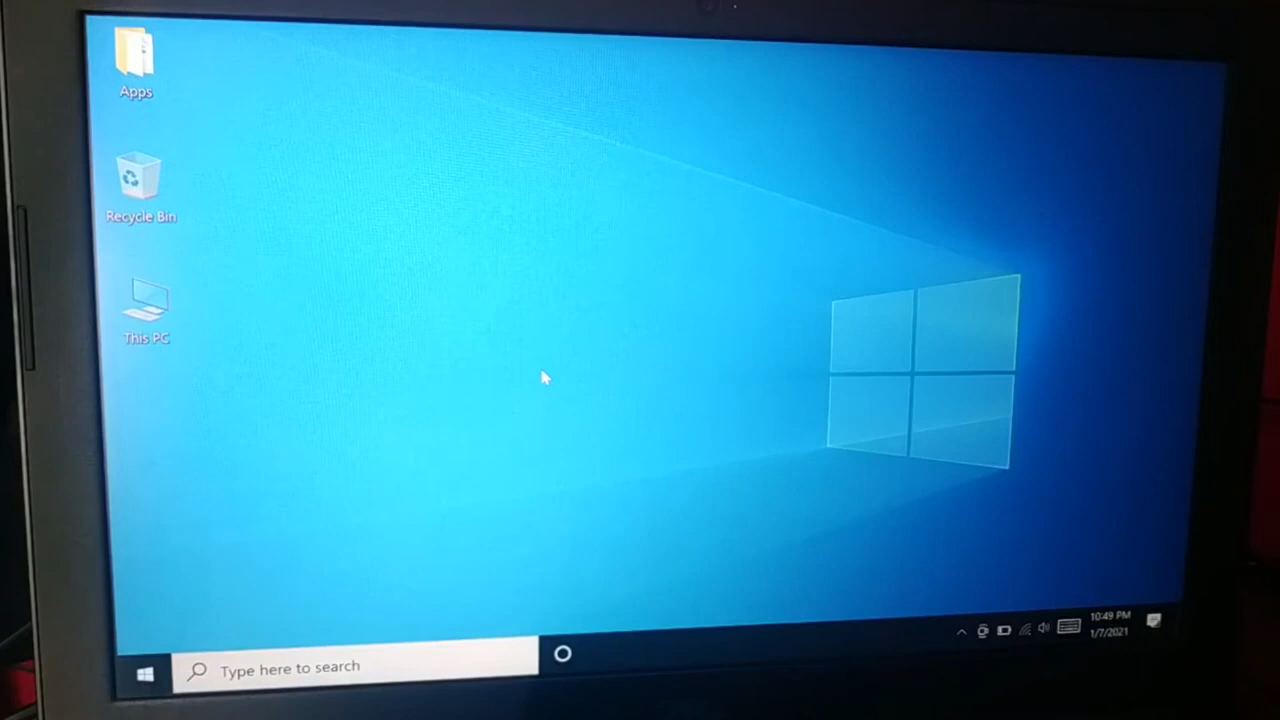 Apps
Recycle Bin
This PC
Type here to search
10:49 PM
1/7/2021